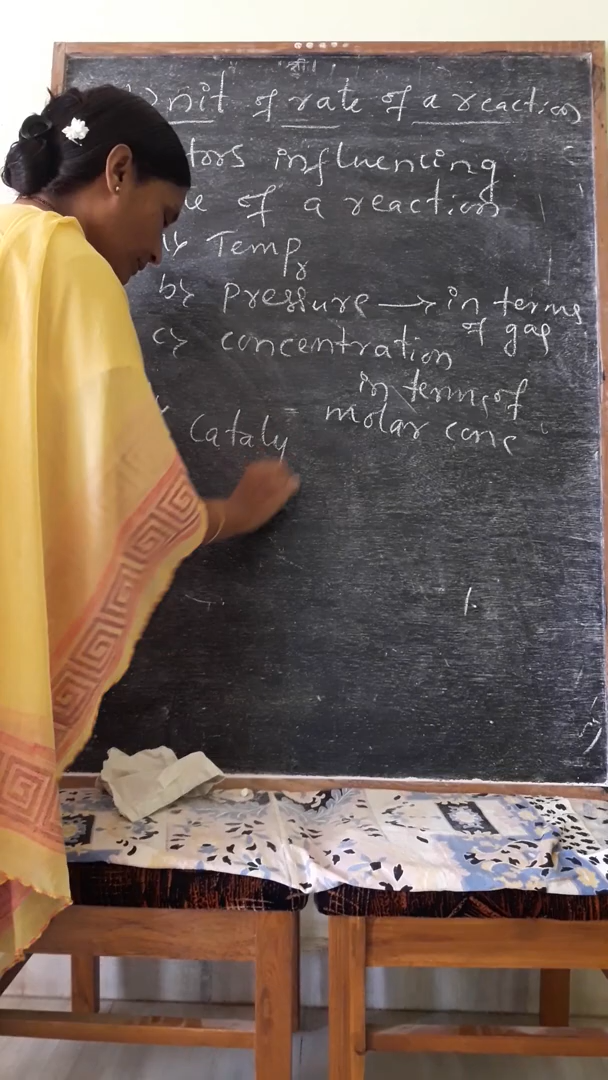 श्री
Unit of rate of a reaction
tors influencing
e of a reaction
Temp
b) Pressure → in terms
of gas
c) concentration
in terms of
molar conc
Cataly